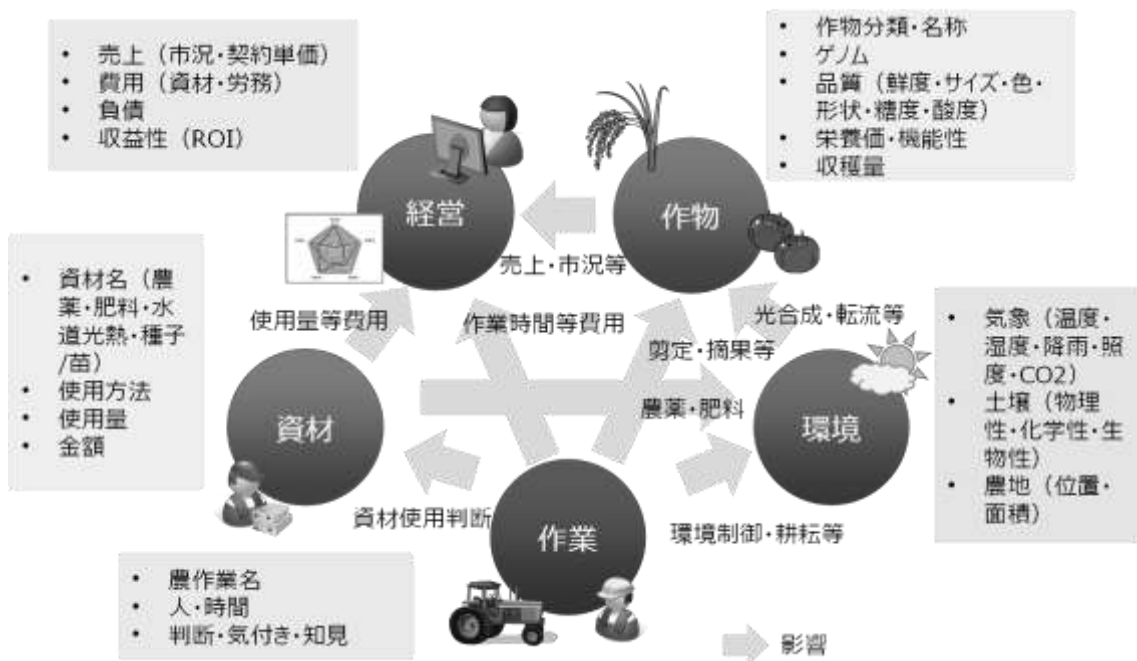 • 売上（市況・契約単価）
• 費用（資材・労務）
• 負債
• 収益性（ROI）
• 作物分類・名称
• ゲノム
• 品質（鮮度・サイズ・色・
形状・糖度・酸度）
• 栄養価・機能性
• 収穫量
経営
作物
売上・市況等
• 資材名（農
薬・肥料・水
道光熱・種子
/苗）
• 使用方法
• 使用量
• 金額
使用量等費用
作業時間等費用
光合成・転流等
剪定・摘果等
農薬・肥料
• 気象（温度・
湿度・降雨・照
度・CO2）
• 土壌（物理
性・化学性・生
物性）
• 農地（位置・
面積）
資材
環境
資材使用判断
作業
環境制御・耕耘等
• 農作業名
• 人・時間
• 判断・気付き・知見
影響